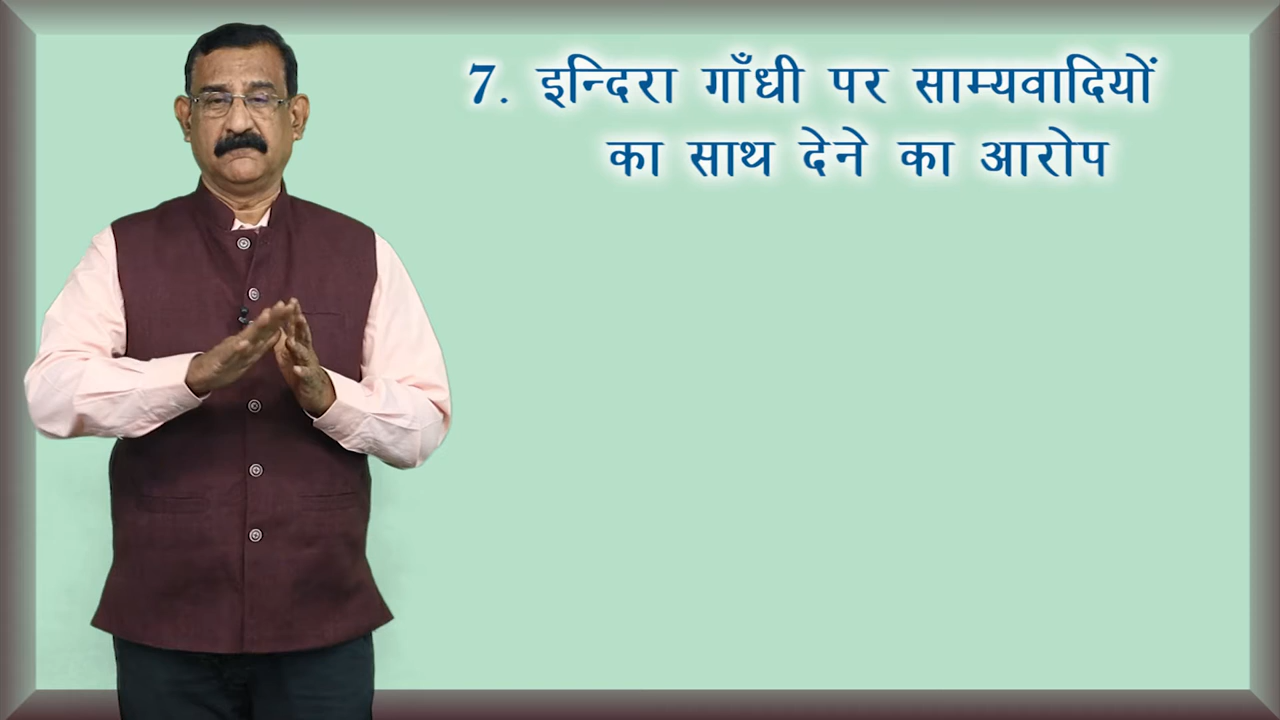 7. इन्दिरा गाँधी पर साम्यवादियों
का साथ देने का आरोप